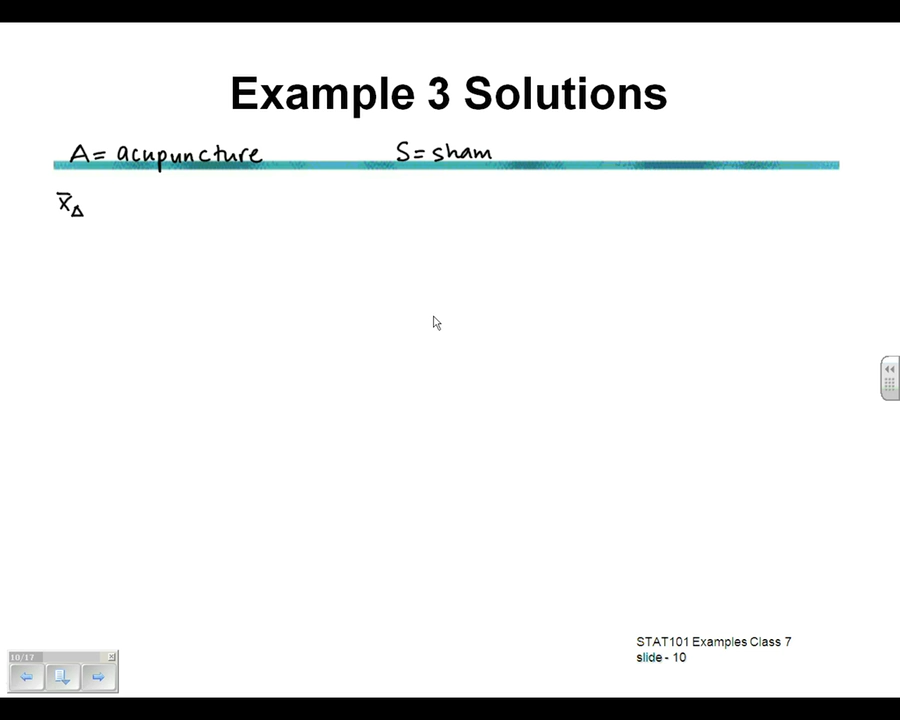 Example 3 Solutions
A = acupuncture S = sham
x̄A
STAT101 Examples Class 7
slide - 10
10/17